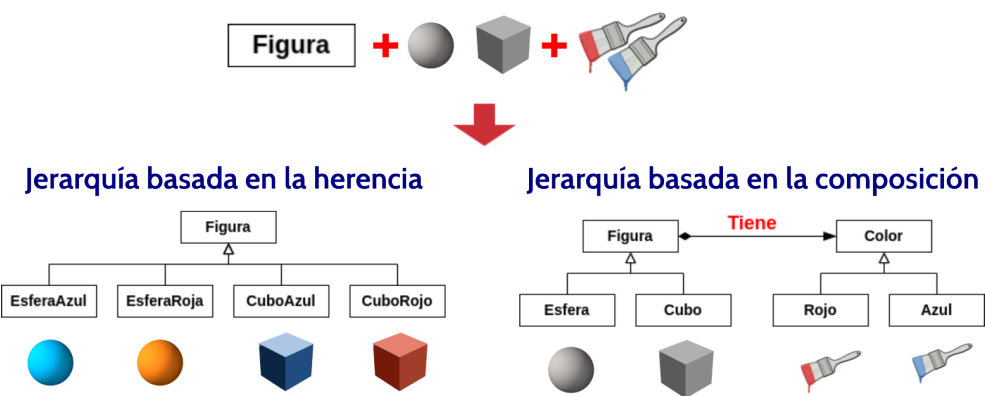 Figura
Jerarquía basada en la herencia
Jerarquía basada en la composición
Figura
EsferaAzul
EsferaRoja
CuboAzul
CuboRojo
Figura
Tiene
Color
Esfera
Cubo
Rojo
Azul